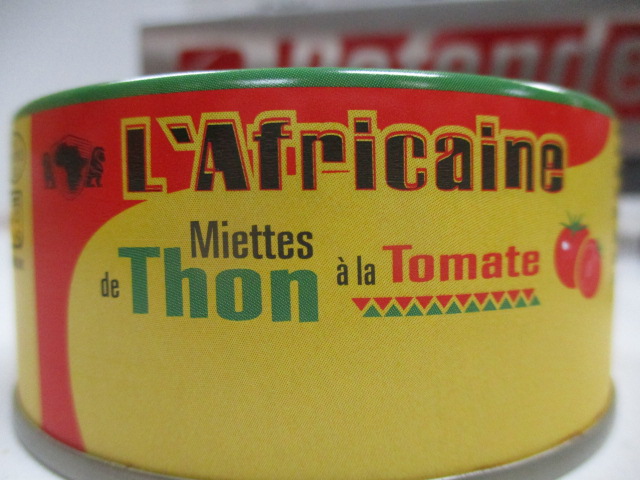 L'Africaine
Miettes
de Thon à la Tomate